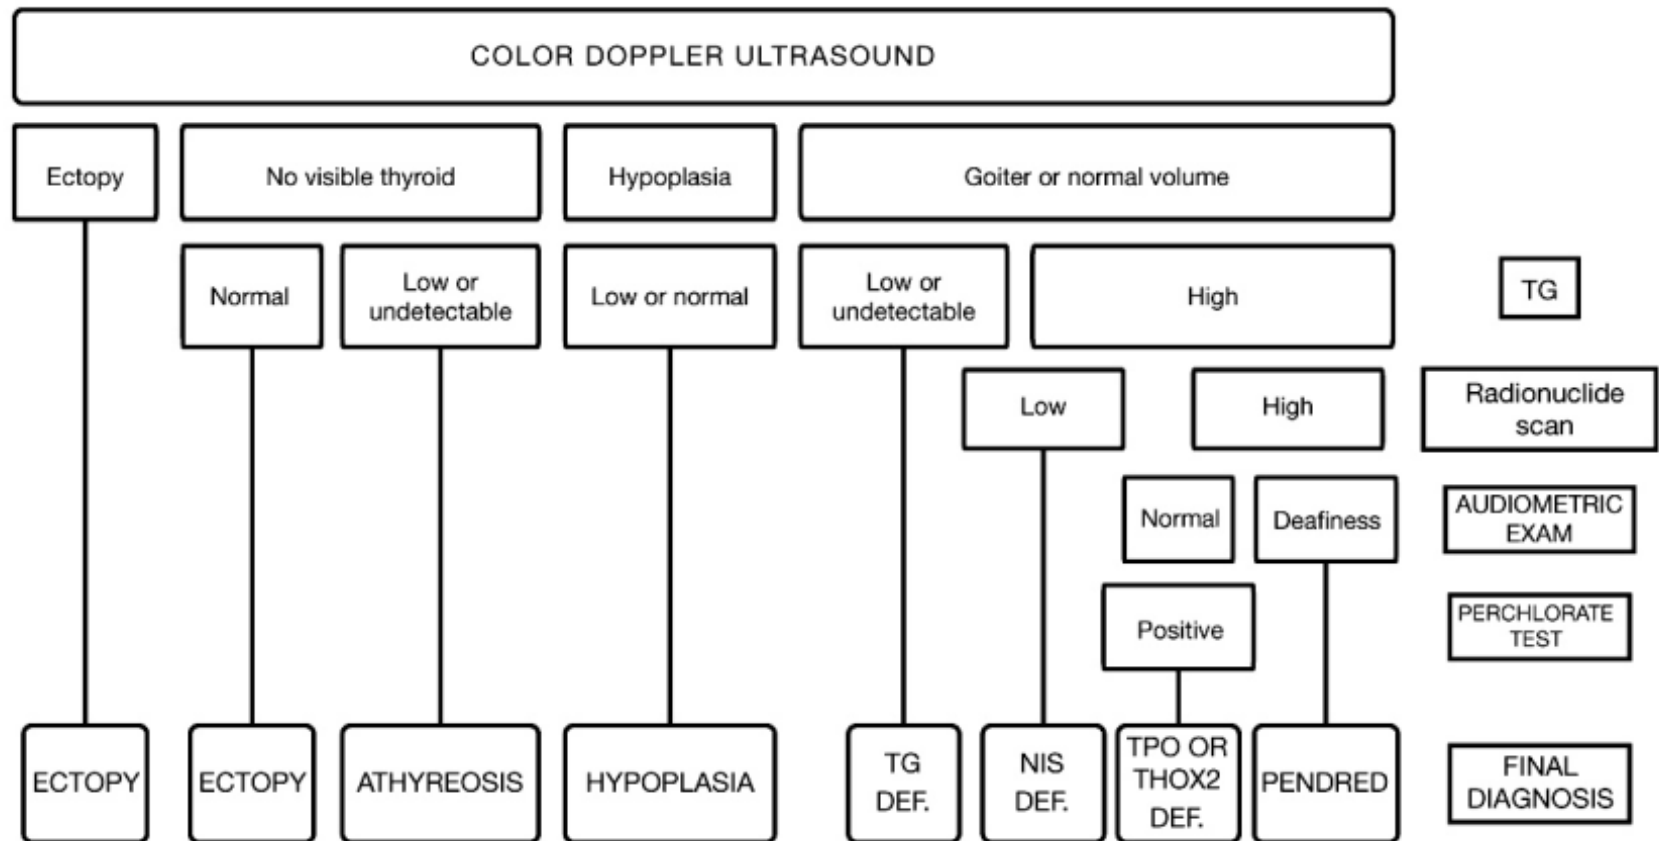 COLOR DOPPLER ULTRASOUND
Ectopy
No visible thyroid
Hypoplasia
Goiter or normal volume
Normal
Low or
undetectable
Low or normal
Low or
undetectable
High
TG
Low
High
Radionuclide
scan
Normal
Deafiness
AUDIOMETRIC
EXAM
Positive
PERCHLORATE
TEST
ECTOPY
ECTOPY
ATHYREOSIS
HYPOPLASIA
TG
DEF.
NIS
DEF.
TPO OR
THOX2
DEF.
PENDRED
FINAL
DIAGNOSIS